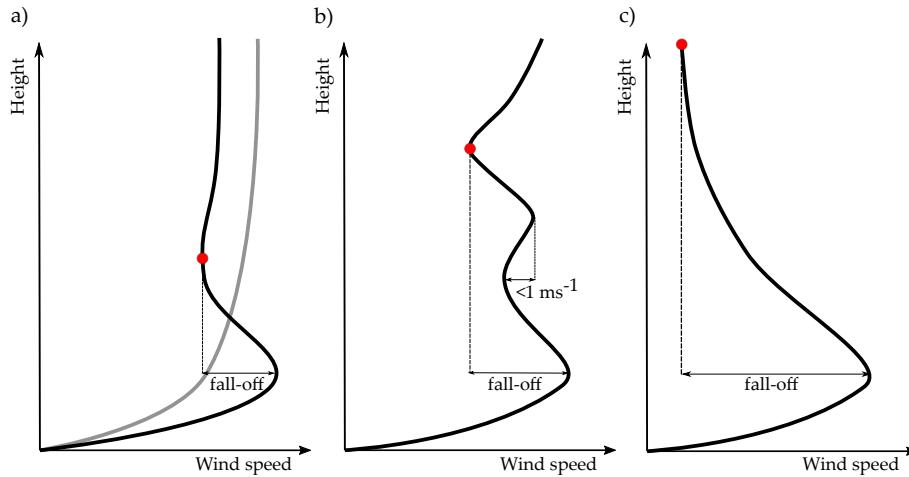 a)
Height
fall-off
Wind speed
b)
Height
<1 ms-1
fall-off
Wind speed
c)
Height
fall-off
Wind speed